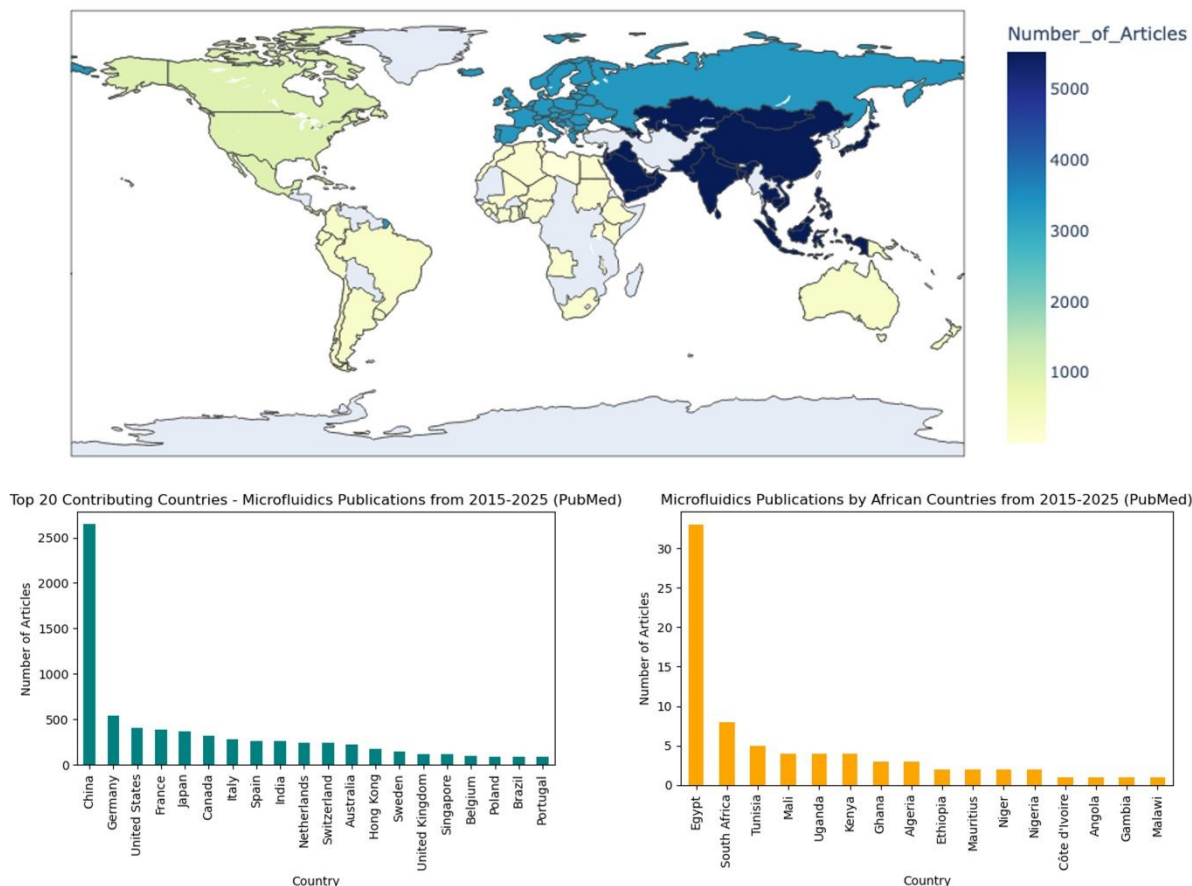 Number_of_Articles
5000
4000
3000
2000
1000
Top 20 Contributing Countries - Microfluidics Publications from 2015-2025 (PubMed)
Number of Articles
2500
2000
1500
1000
500
0
China
Germany
United States
France
Japan
Canada
Italy
Spain
India
Netherlands
Switzerland
Australia
Hong Kong
Sweden
United Kingdom
Singapore
Belgium
Poland
Brazil
Portugal
Country
Microfluidics Publications by African Countries from 2015-2025 (PubMed)
Number of Articles
30
25
20
15
10
5
0
Egypt
South Africa
Tunisia
Mali
Uganda
Kenya
Ghana
Algeria
Ethiopia
Mauritius
Niger
Nigeria
Côte d'Ivoire
Angola
Gambia
Malawi
Country